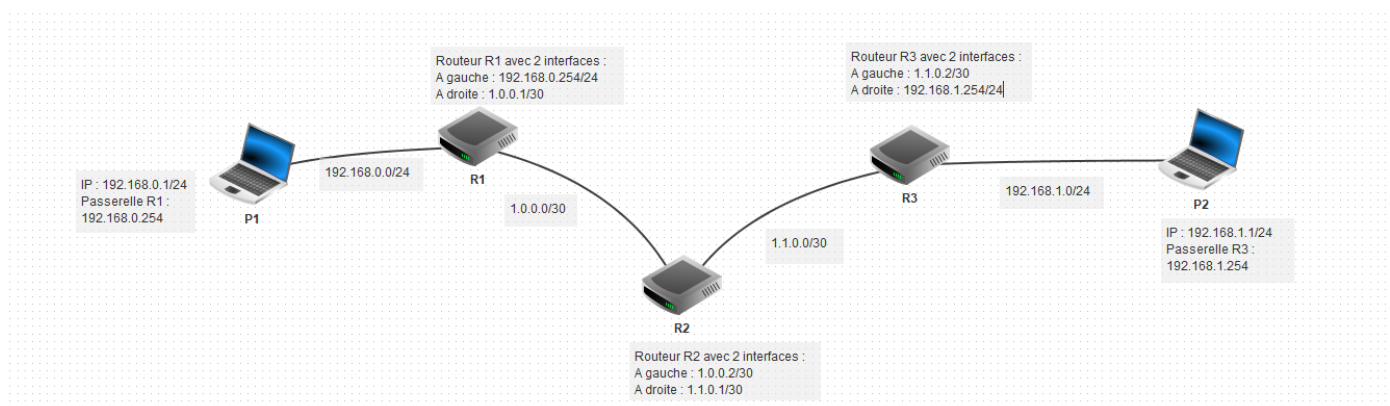 Routeur R1 avec 2 interfaces :
A gauche : 192.168.0.254/24
A droite : 1.0.0.1/30
Routeur R3 avec 2 interfaces :
A gauche : 1.1.0.2/30
A droite : 192.168.1.254/24
IP : 192.168.0.1/24
Passerelle R1 :
192.168.0.254
P1
192.168.0.0/24
R1
1.0.0.0/30
R2
Routeur R2 avec 2 interfaces :
A gauche : 1.0.0.2/30
A droite : 1.1.0.1/30
1.1.0.0/30
R3
192.168.1.0/24
P2
IP : 192.168.1.1/24
Passerelle R3 :
192.168.1.254